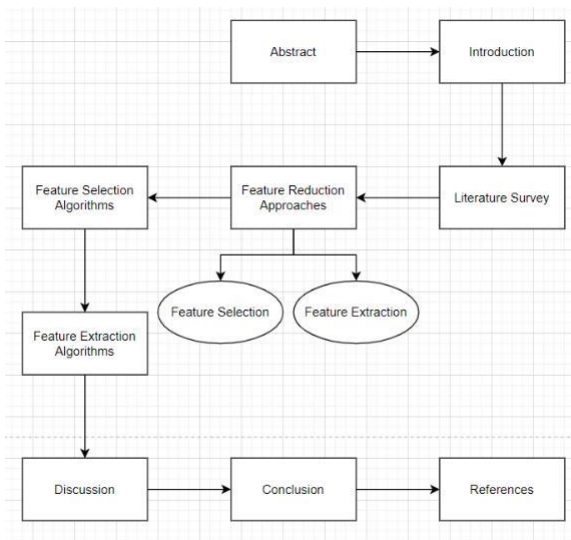 Abstract
Introduction
Feature Selection
Algorithms
Feature Reduction
Approaches
Literature Survey
Feature Selection
Feature Extraction
Feature Extraction
Algorithms
Discussion
Conclusion
References